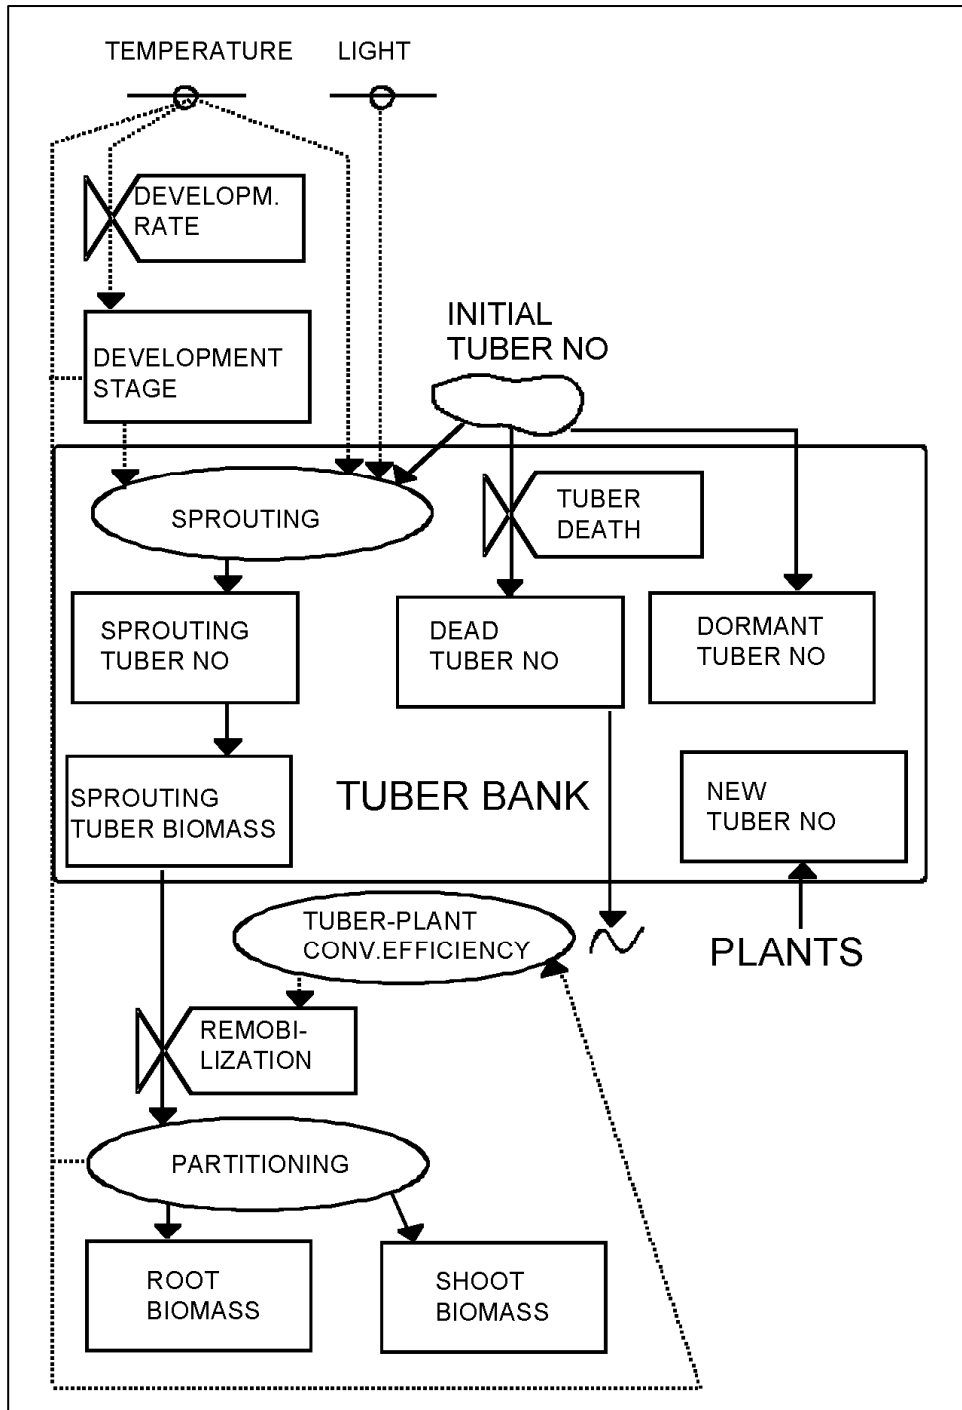 TEMPERATURE
LIGHT
DEVELOPM.
RATE
INITIAL
TUBER NO
DEVELOPMENT
STAGE
SPROUTING
TUBER
DEATH
SPROUTING
TUBER NO
DEAD
TUBER NO
DORMANT
TUBER NO
SPROUTING
TUBER BIOMASS
TUBER BANK
NEW
TUBER NO
TUBER-PLANT
CONV.EFFICIENCY
PLANTS
REMOBI-
LIZATION
PARTITIONING
ROOT
BIOMASS
SHOOT
BIOMASS